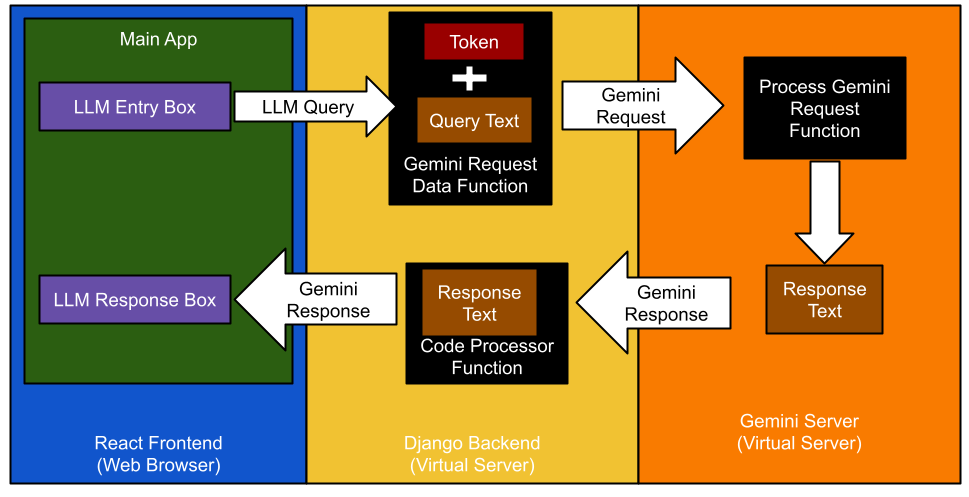 Main App
LLM Entry Box
LLM Query
Token
Query Text
Gemini Request
Data Function
Gemini
Request
Process Gemini
Request
Function
Response
Text
Gemini
Response
Response
Text
Code Processor
Function
Gemini
Response
LLM Response Box
React Frontend
(Web Browser)
Django Backend
(Virtual Server)
Gemini Server
(Virtual Server)